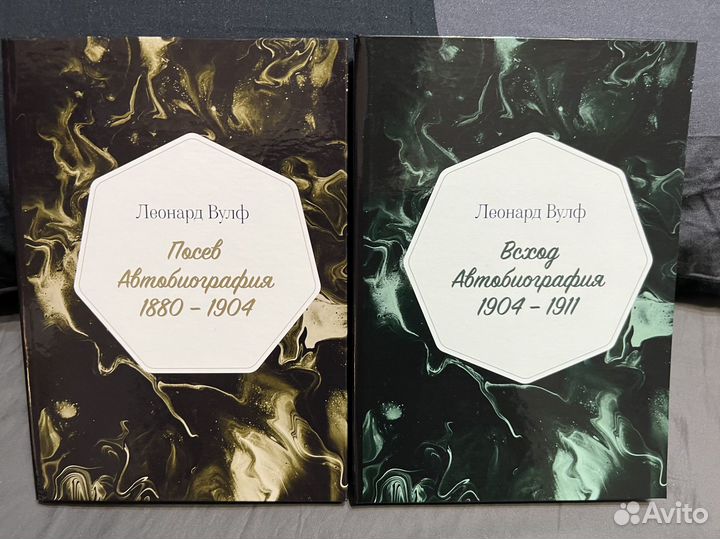 Леонард Вулф
Посев
Автобиография
1880 – 1904
Леонард Вулф
Всход
Автобиография
1904 – 1911
Avito